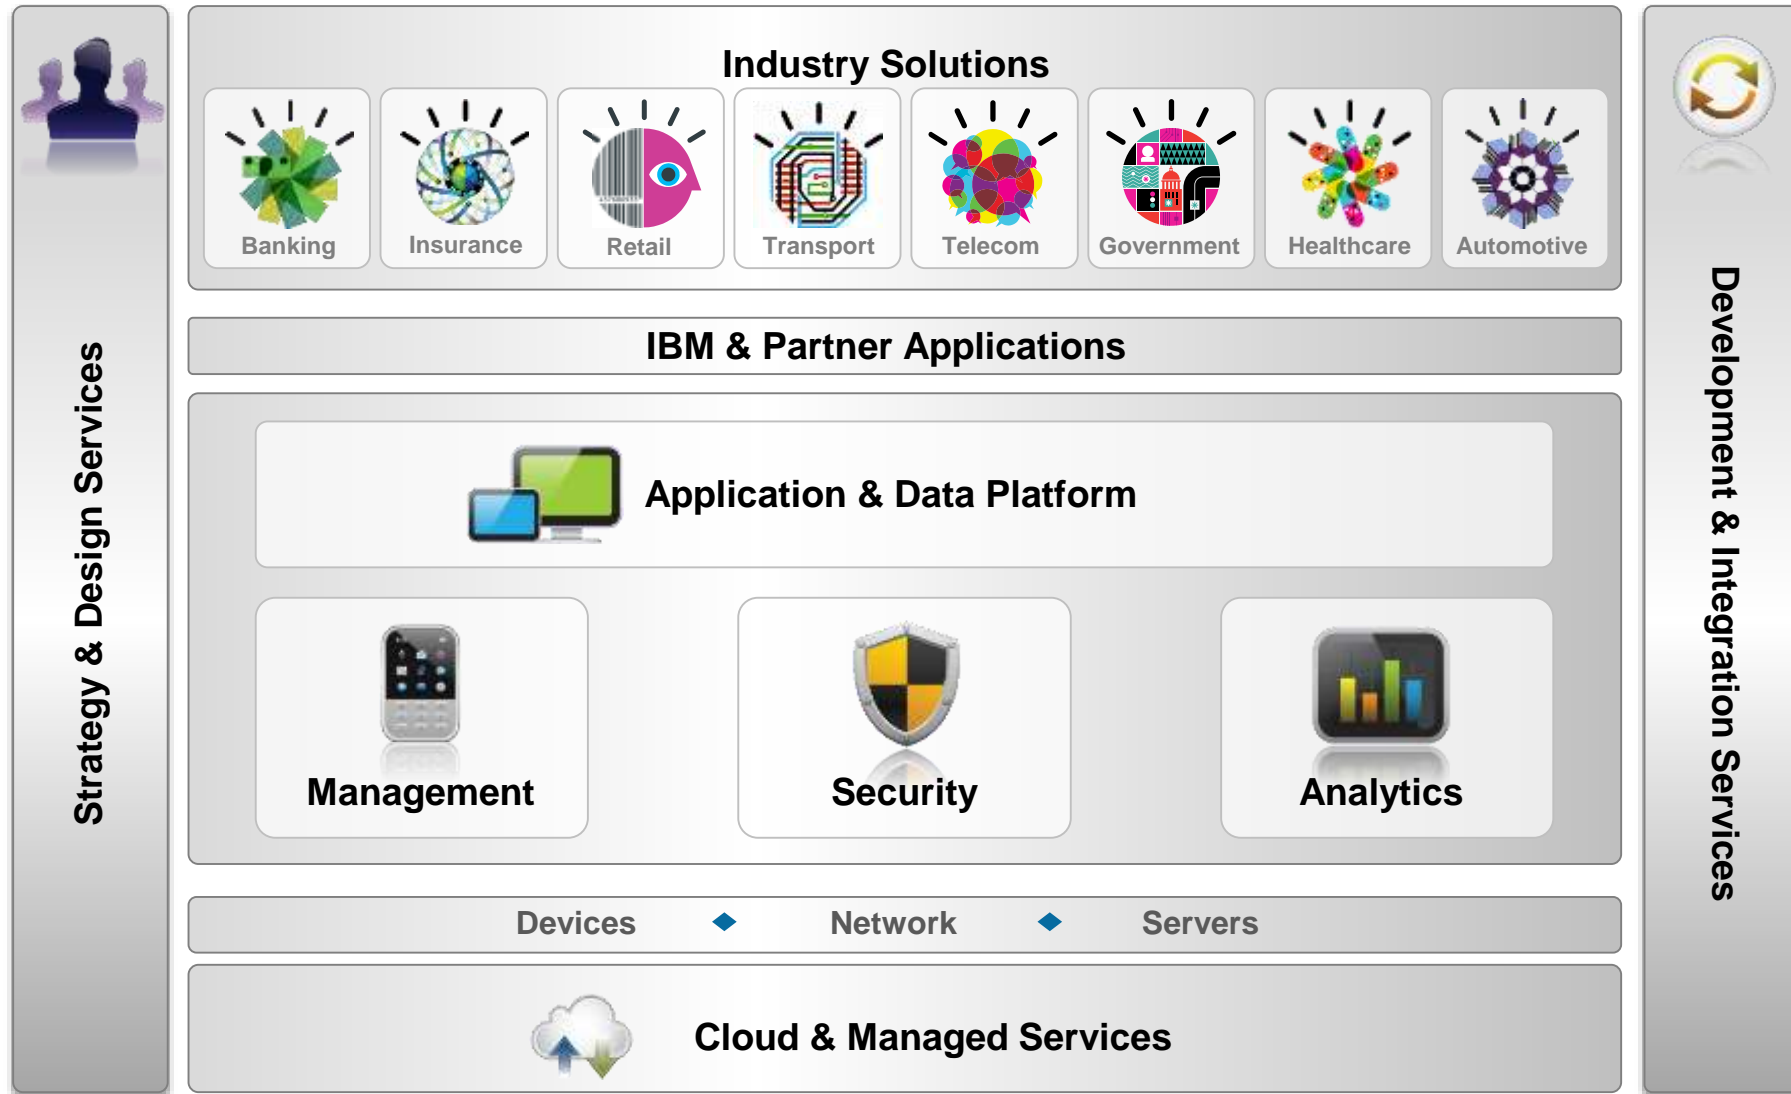 Industry Solutions
Banking
Insurance
Retail
Transport
Telecom
Government
Healthcare
Automotive
IBM & Partner Applications
Application & Data Platform
Management
Security
Analytics
Devices
Network
Servers
Cloud & Managed Services
Strategy & Design Services
Development & Integration Services